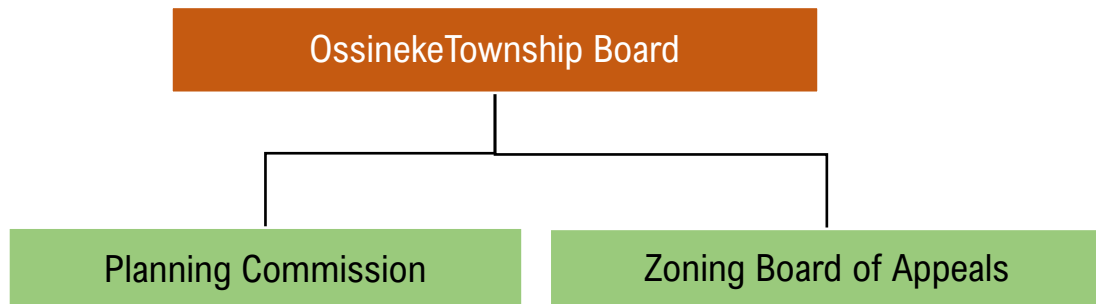 OssinekeTownship Board
Planning Commission
Zoning Board of Appeals